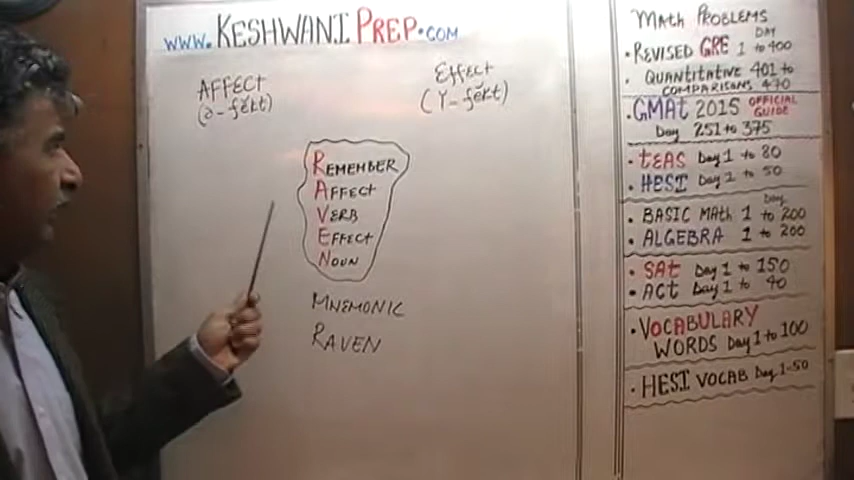 www.KESHWANI PREP.com
AFFECT
(ə-fĕkt)
Effect
(Y-fĕkt)
REMEMBER
AFFECT
VERB
EFFECT
NOUN
MNEMONIC
RAVEN
MATH PROBLEMS
DAY
• REVISED GRE 1 to 400
• QUANTITATIVE 401 to
COMPARISONS 470
• GMAt 2015 OFFICIAL
GUIDE
Day 251 to 375
• tEAS Day 1 to 80
• HESI Day 1 to 50
Day
• BASIC MAth 1 to 200
• ALGEBRA 1 to 200
• SAt Day 1 to 150
• ACt Day 1 to 40
• VOCABULARY
WORDS Day 1 to 100
• HESI VOCAB Day 1-50